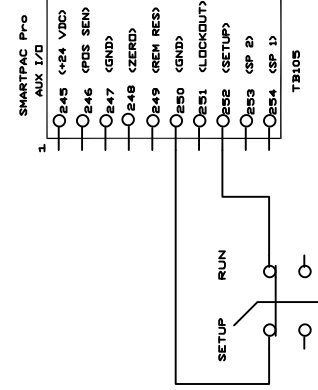 SMARTPAC Pro
AUX I/O
245 (+24 VDC)
246 (POS SEN)
247 (GND)
248 (ZERO)
249 (REM RES)
250 (GND)
251 (LOCKOUT)
252 (SETUP)
253 (SP 2)
254 (SP 1)
TB105
1
RUN
SETUP